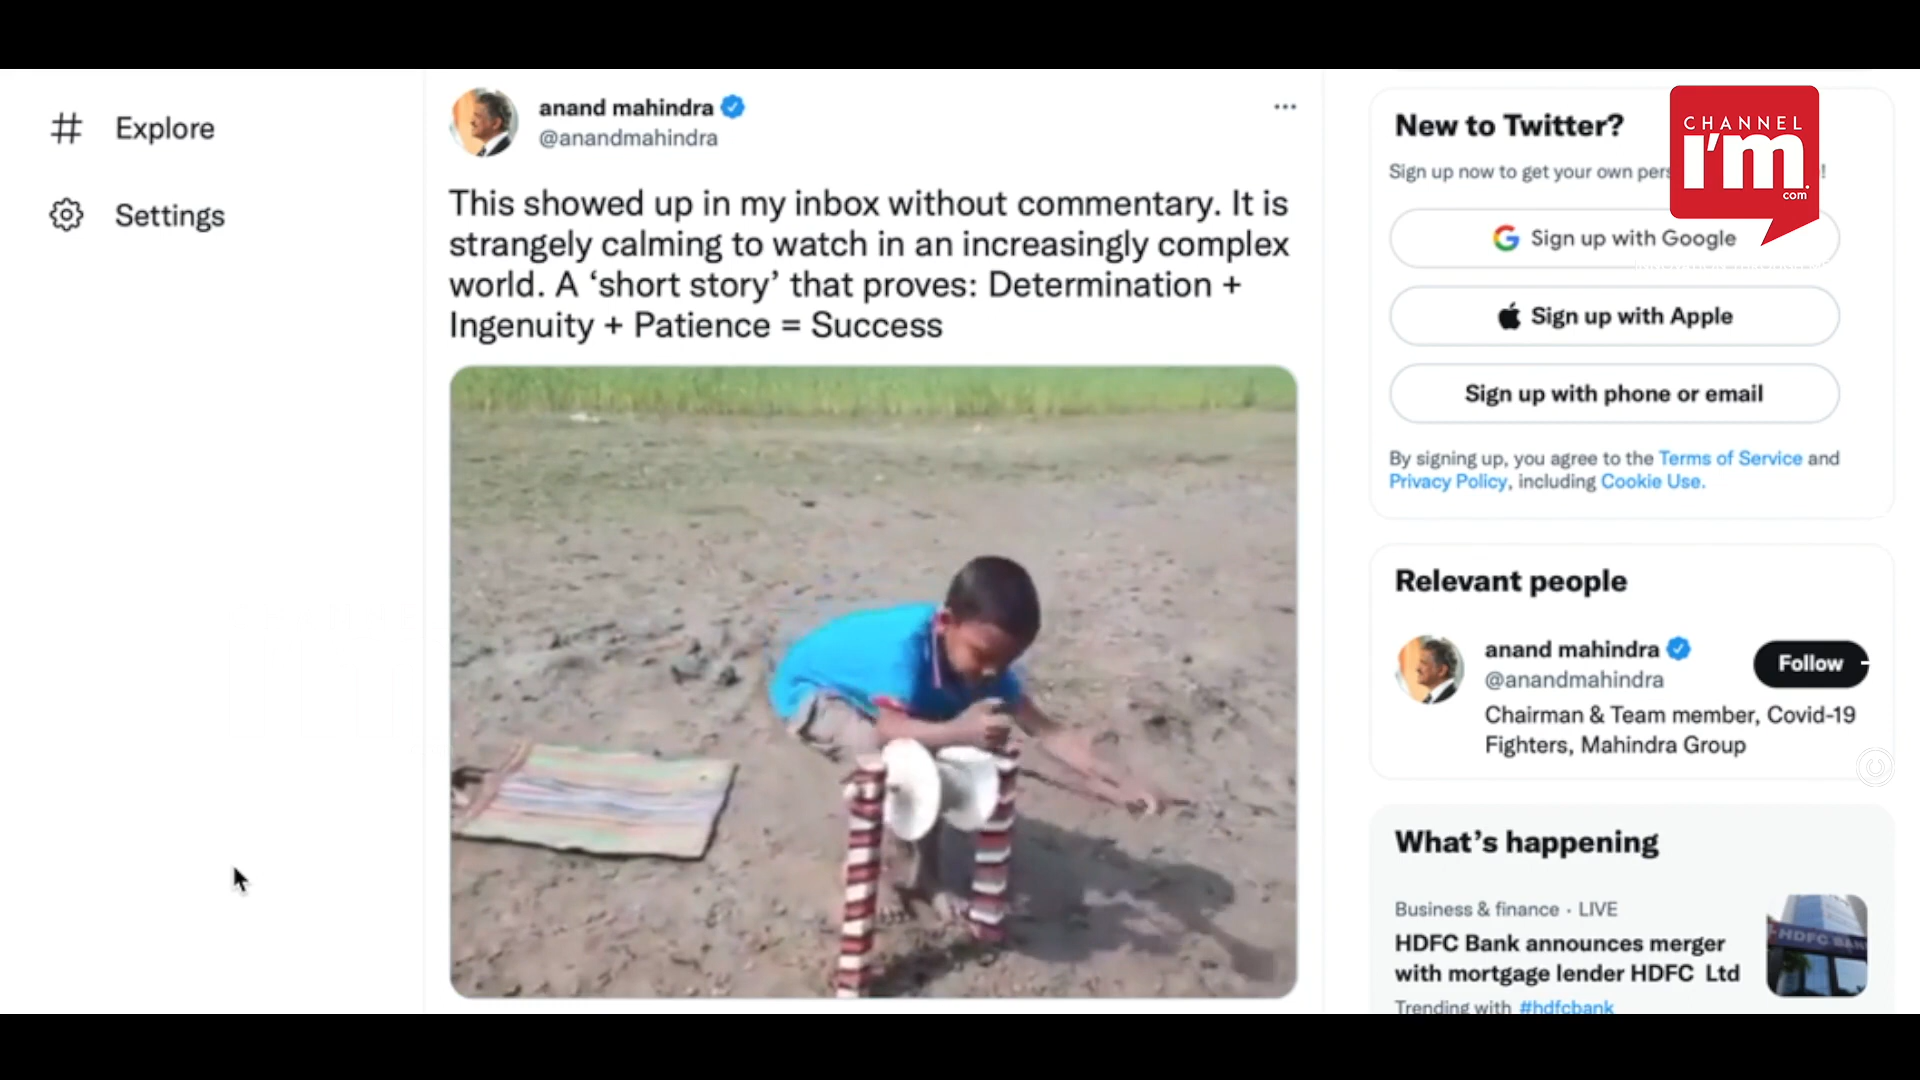 Explore
Settings
anand mahindra
@anandmahindra
This showed up in my inbox without commentary. It is
strangely calming to watch in an increasingly complex
world. A ‘short story’ that proves: Determination +
Ingenuity + Patience = Success
New to Twitter?
Sign up now to get your own
Sign up with Google
Sign up with Apple
Sign up with phone or email
By signing up, you agree to the Terms of Service and
Privacy Policy, including Cookie Use.
CHANNEL
I'm
.com
Relevant people
anand mahindra
@anandmahindra
Follow
Chairman & Team member, Covid-19
Fighters, Mahindra Group
What’s happening
Business & finance · LIVE
HDFC Bank announces merger
with mortgage lender HDFC Ltd
Trending with #hdfcbank
HDFC BANK